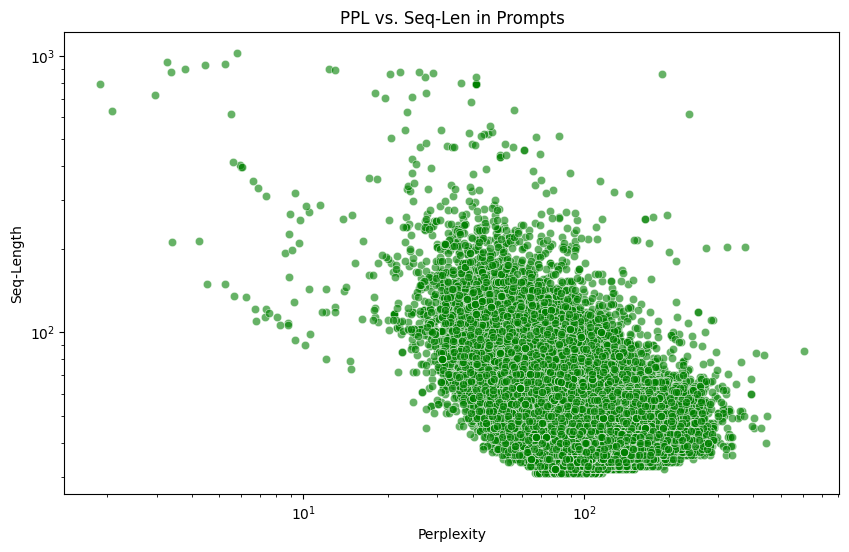 PPL vs. Seq-Len in Prompts
10³
Seq-Length
10²
10¹
10²
Perplexity